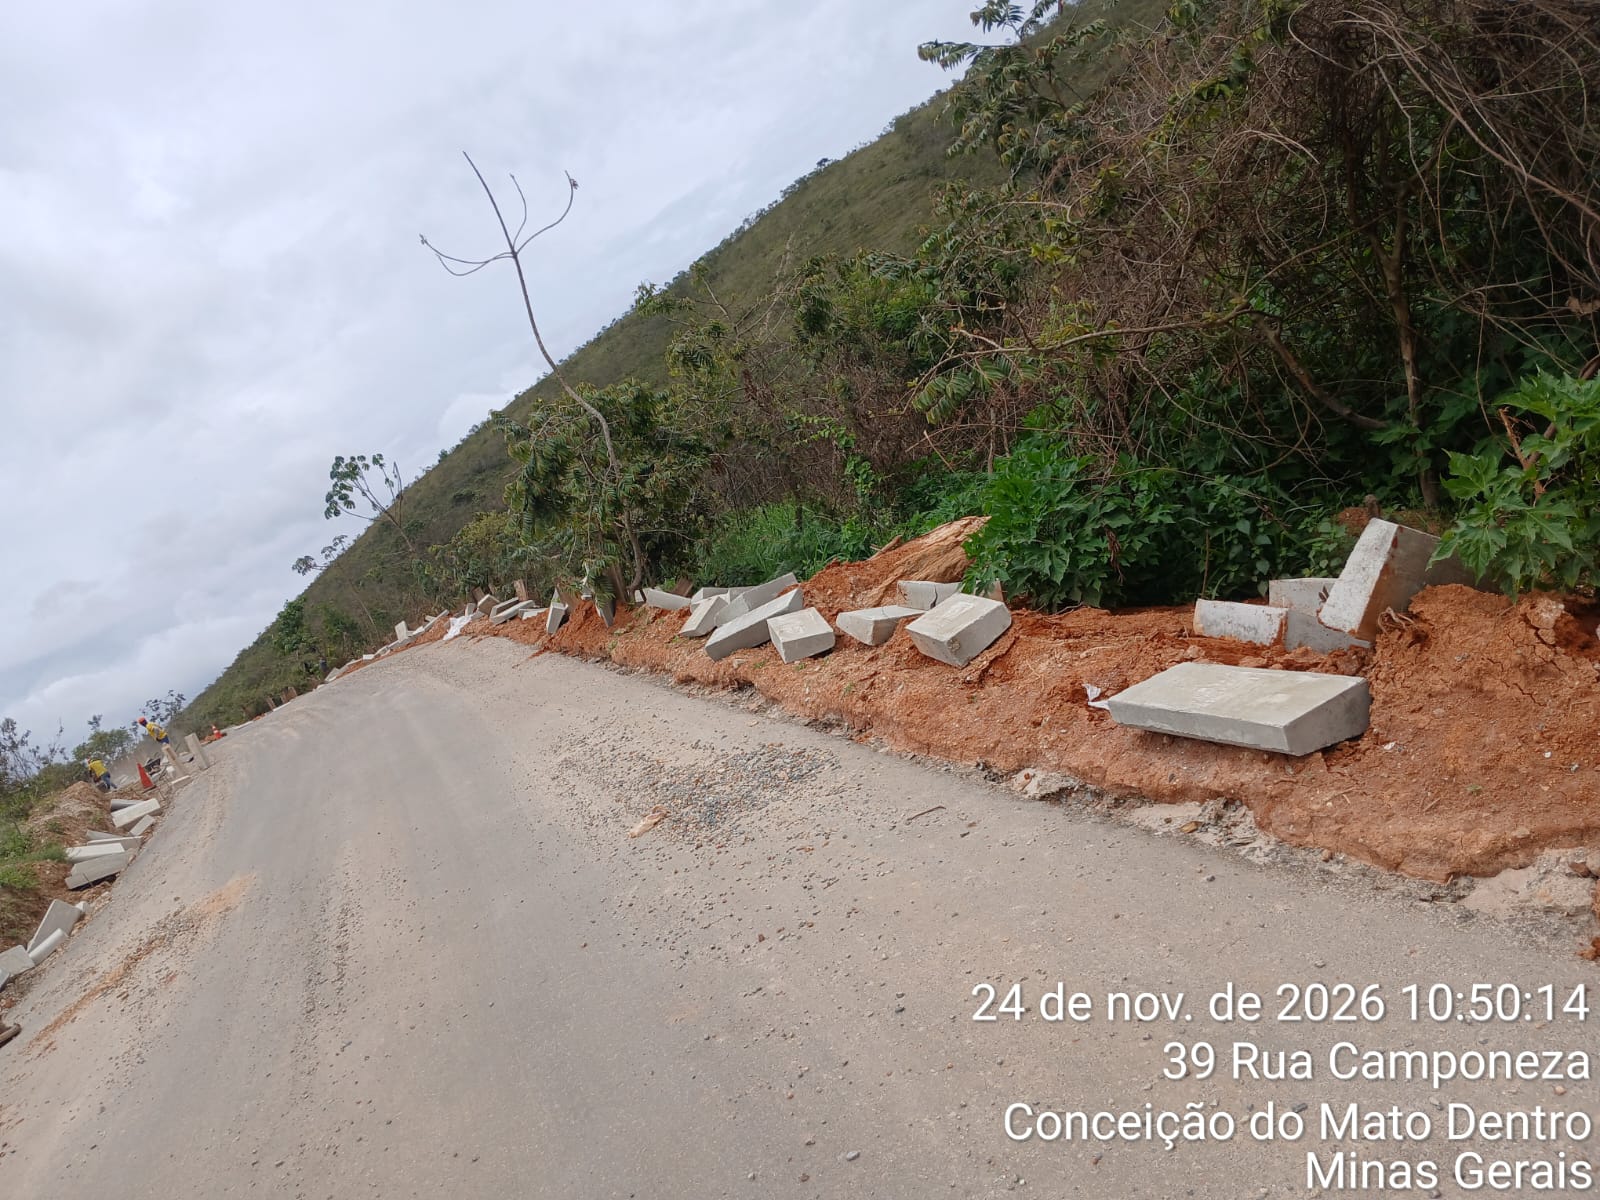 24 de nov. de 2026 10:50:14
39 Rua Camponeza
Conceição do Mato Dentro
Minas Gerais